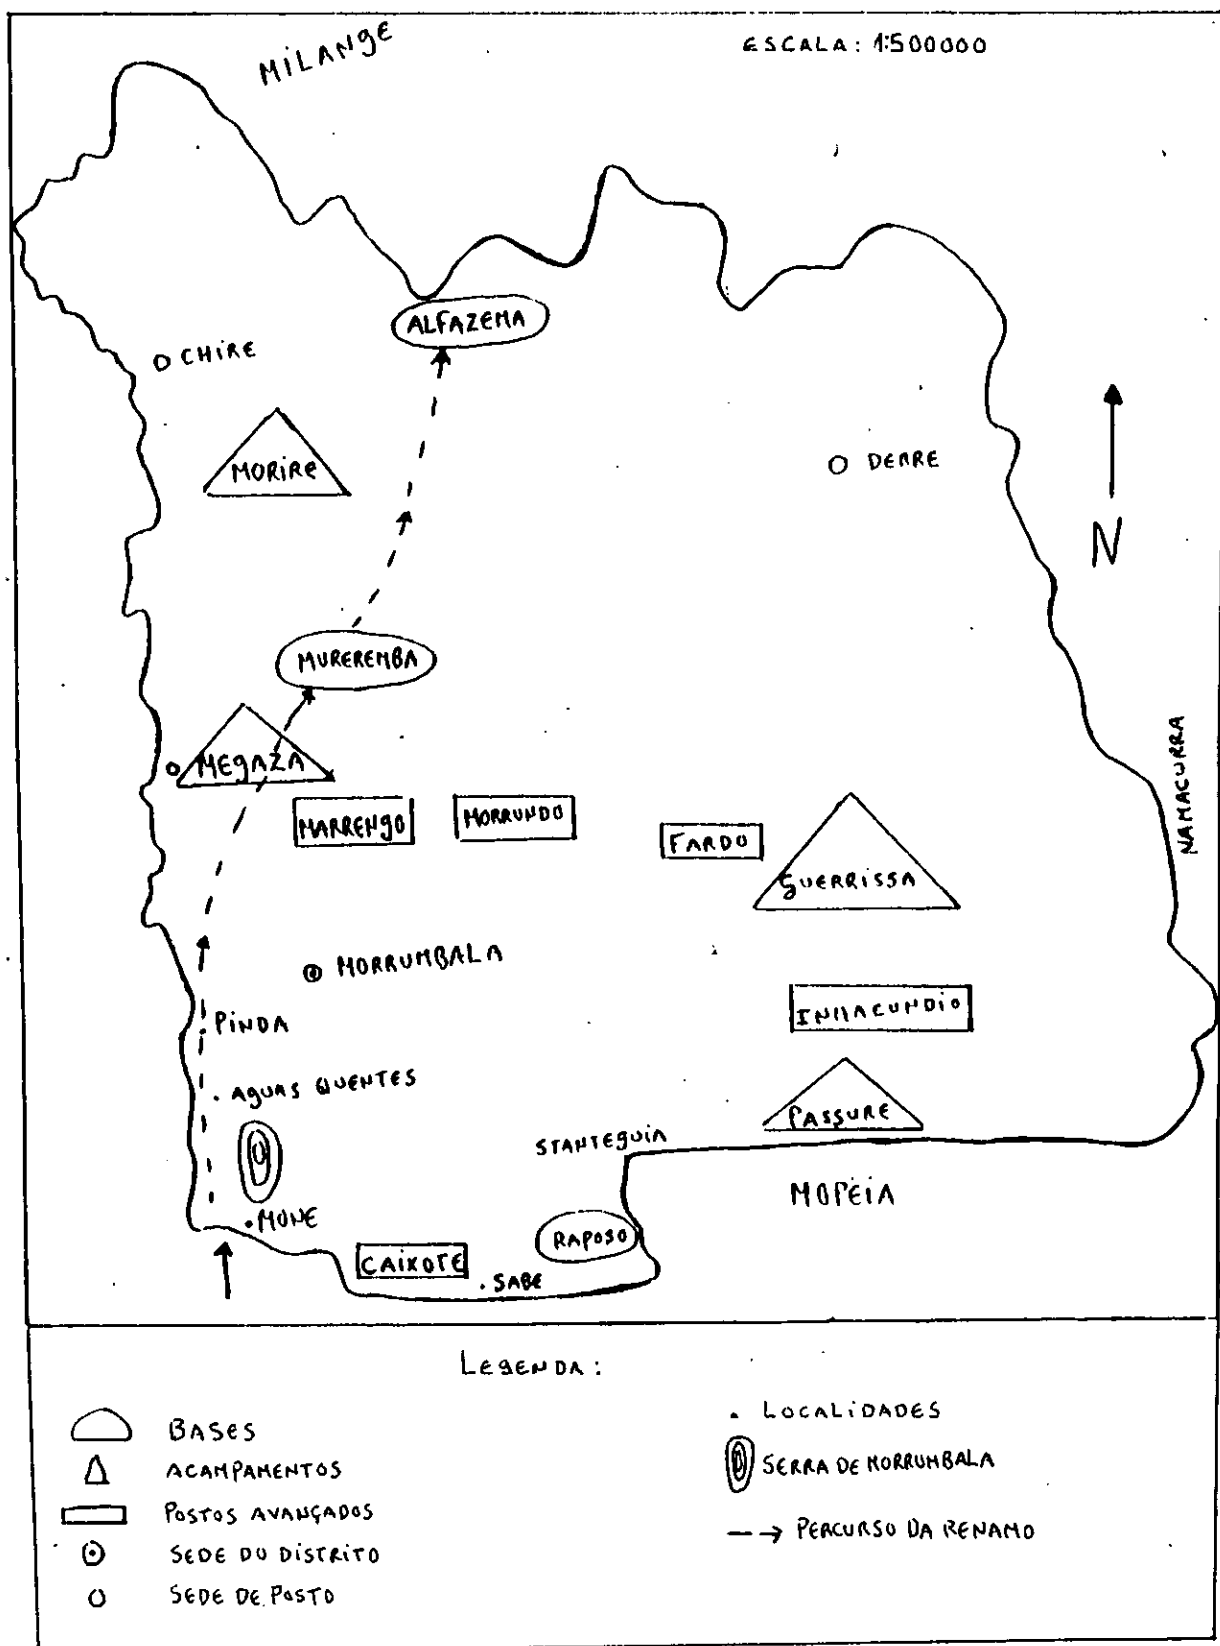 MILANGE
ESCALA: 1:500000
ALFAZEMA
CHIRE
MORIRE
DERRE
N
MUREREMBA
MEGAZA
NAMACURRA
MARRENGO
MORRUNDO
FARDO
GUERRISSA
MORRUMBALA
INHACUNDIO
PINDA
AGUAS QUENTES
PASSURE
STANTEGUIA
MOPÉIA
MONE
RAPOSO
CAIXOTE
SABE
LEGENDA:
BASES
ACAMPAMENTOS
POSTOS AVANÇADOS
SEDE DO DISTRITO
SEDE DE POSTO
LOCALIDADES
SERRA DE MORRUMBALA
PERCURSO DA RENAMO